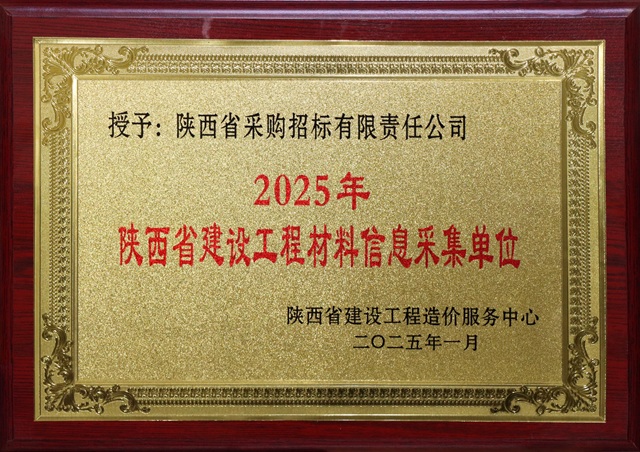 授予：陕西省采购招标有限责任公司
2025年
陕西省建设工程材料信息采集单位
陕西省建设工程造价服务中心
二〇二五年一月